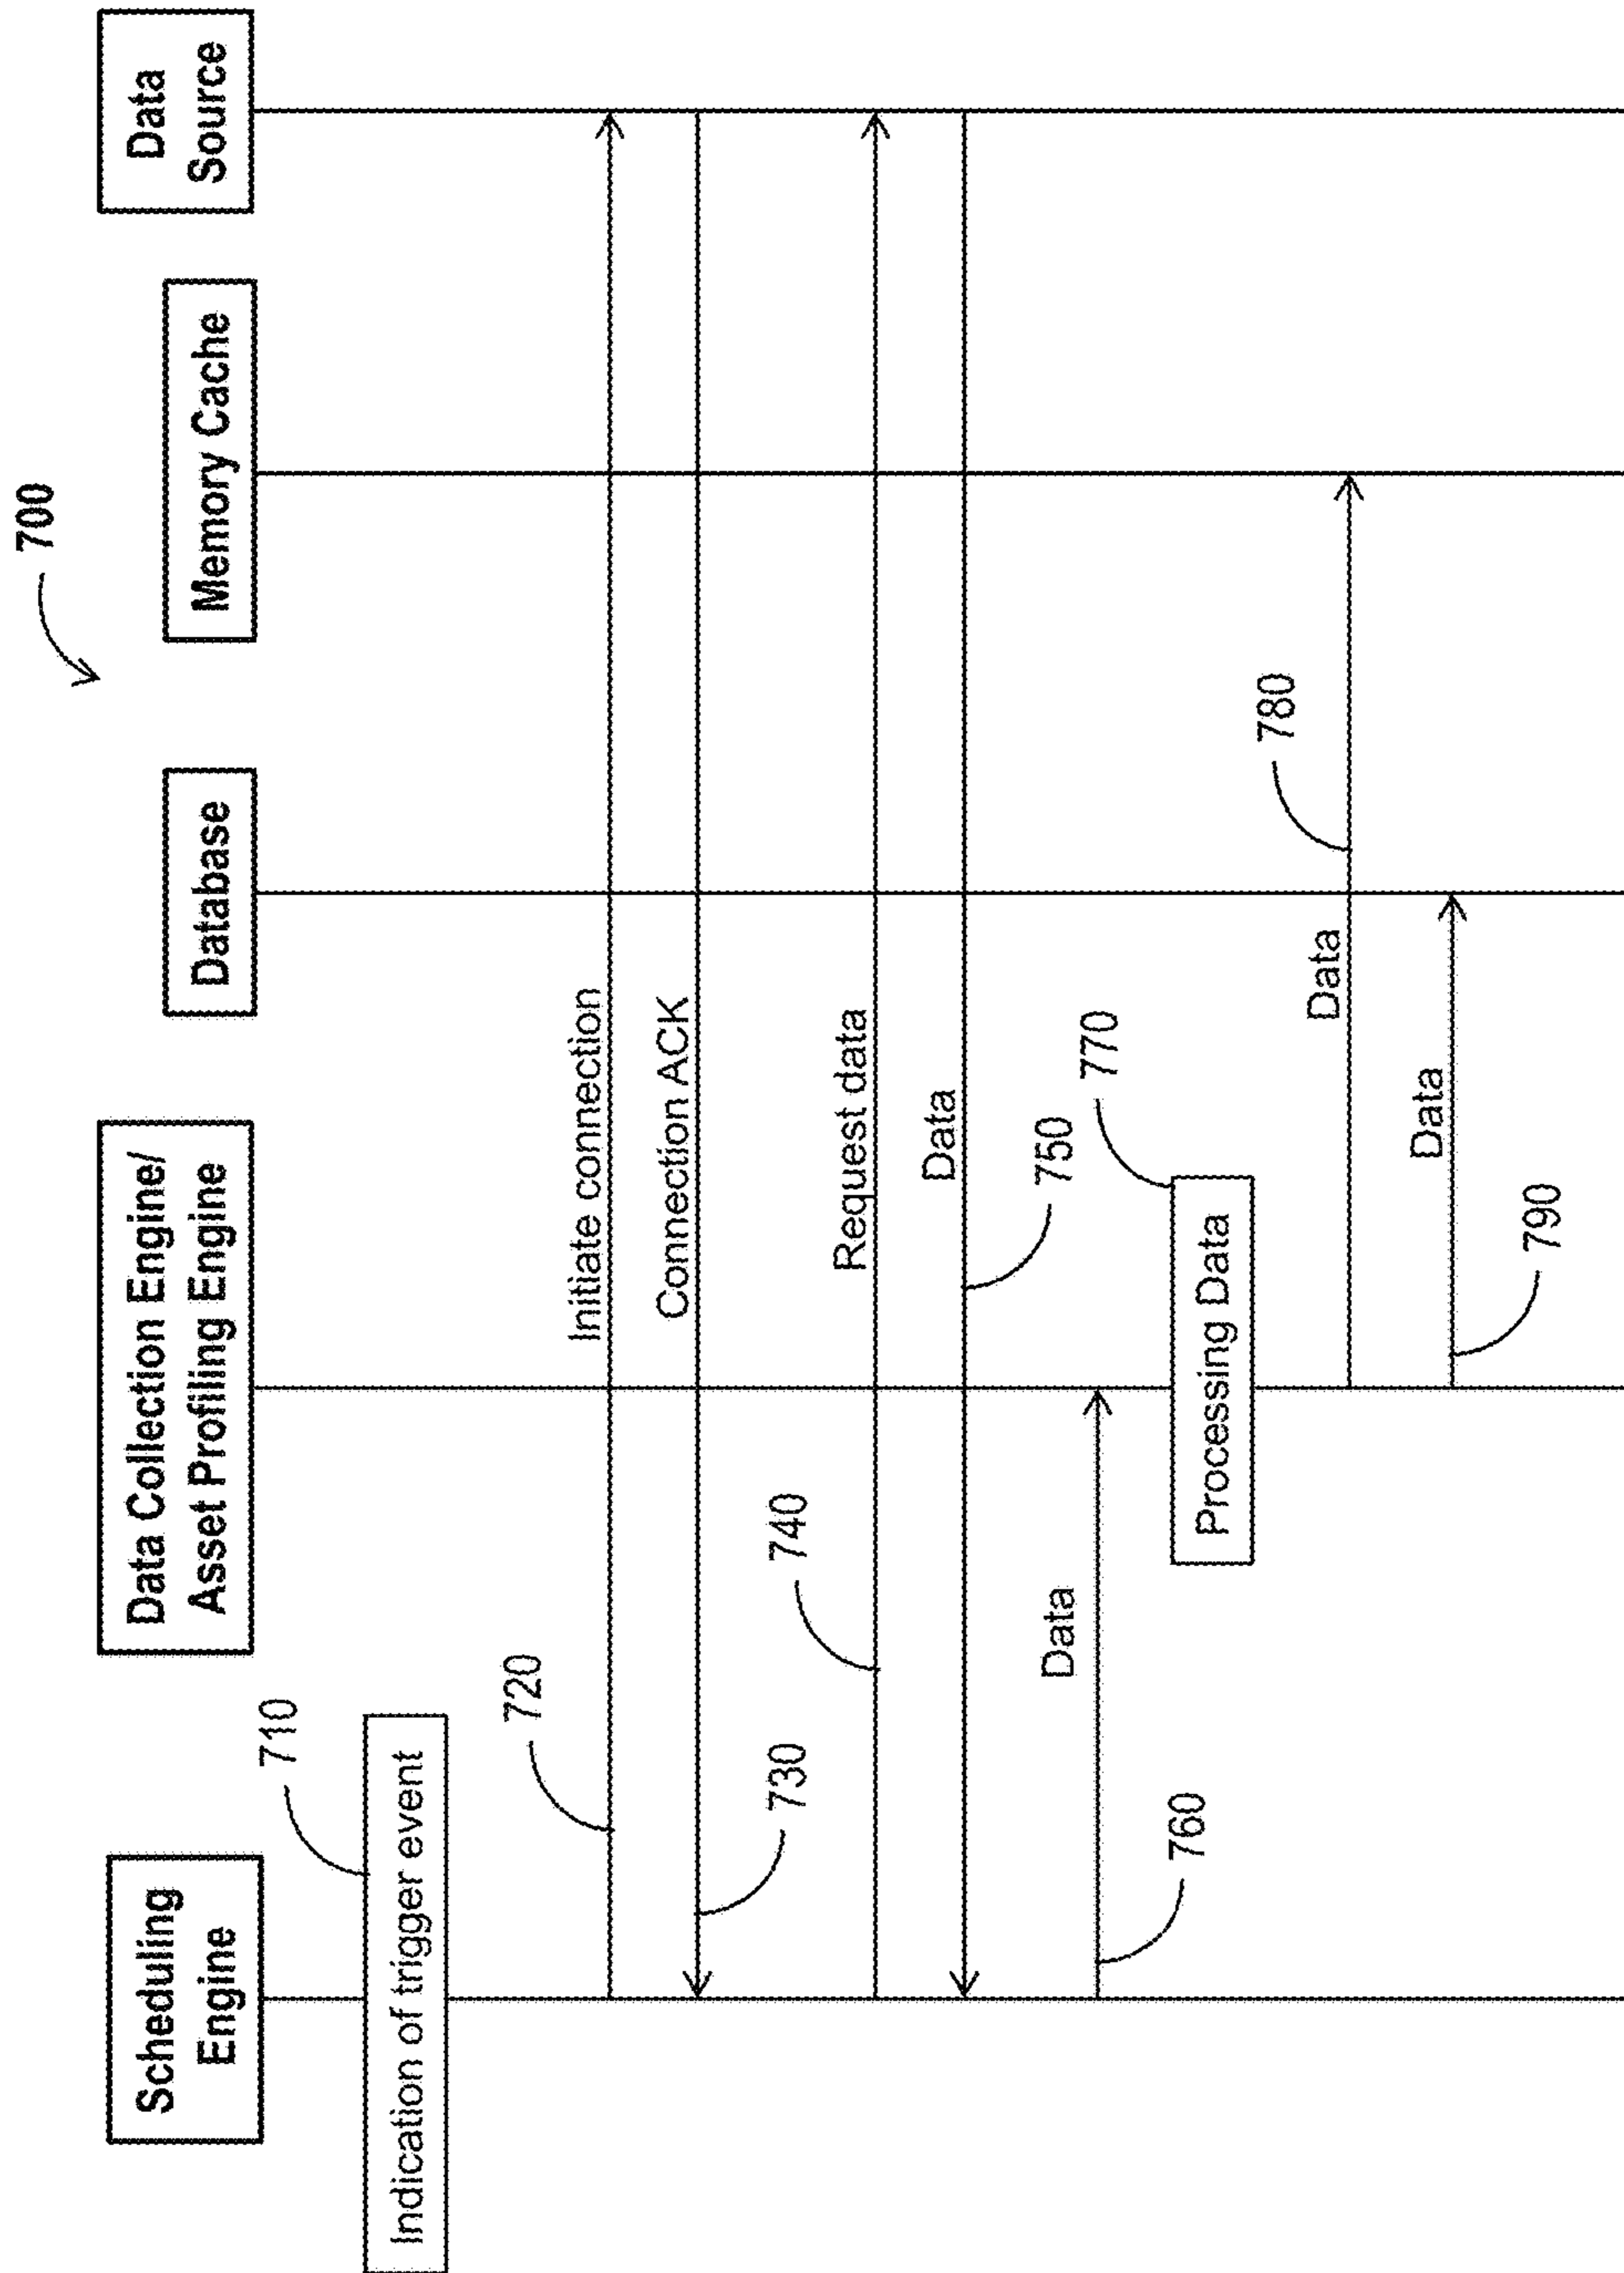 700
Scheduling
Engine
Data Collection Engine/
Asset Profiling Engine
Database
Memory Cache
Data
Source
710
Indication of trigger event
720
Initiate connection
Connection ACK
730
740
Request data
Data
750
Data
760
770
Processing Data
780
Data
Data
790